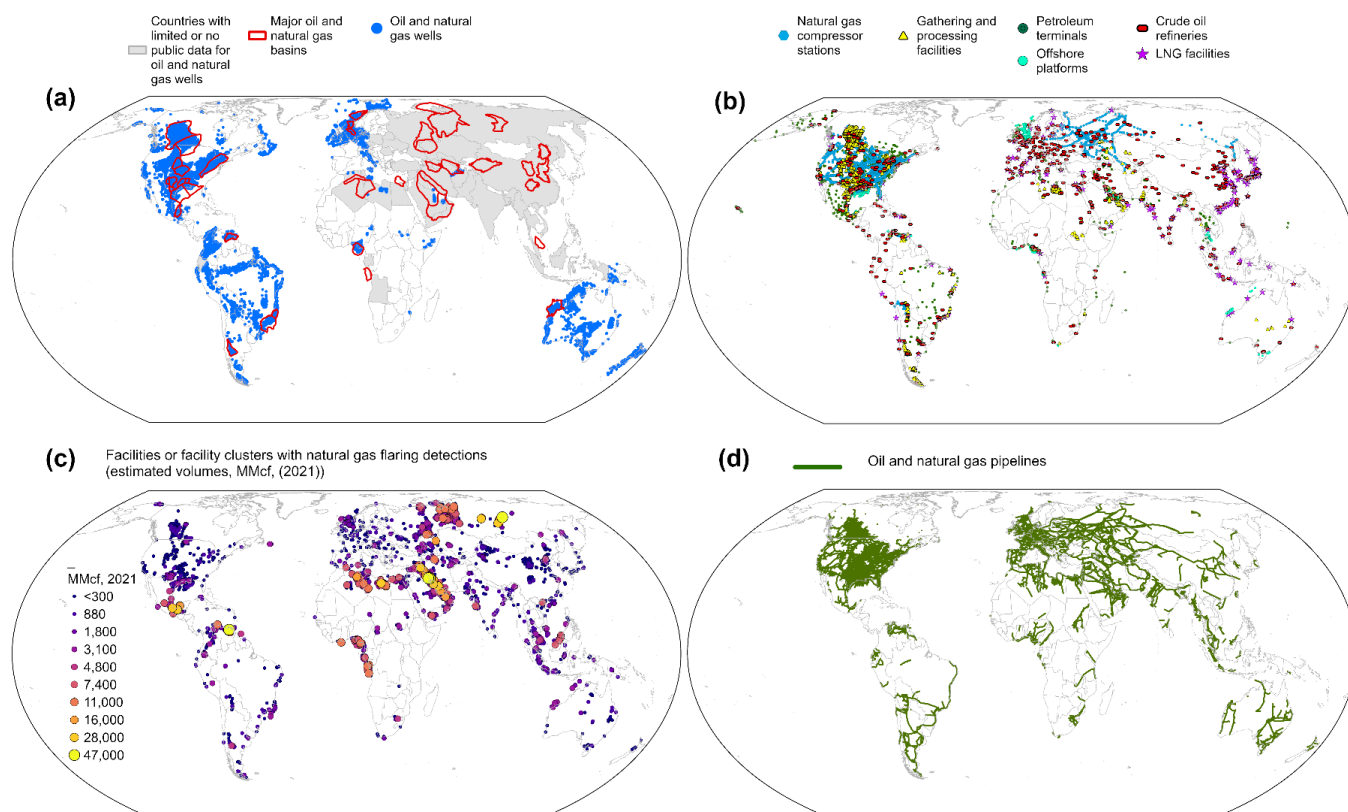 Countries with
limited or no
public data for
oil and natural
gas wells
Major oil and
natural gas
basins
Oil and natural
gas wells
(a)
Natural gas
compressor
stations
Gathering and
processing
facilities
Petroleum
terminals
Offshore
platforms
Crude oil
refineries
LNG facilities
(b)
(c)
Facilities or facility clusters with natural gas flaring detections
(estimated volumes, MMcf, (2021))
MMcf, 2021
<300
880
1,800
3,100
4,800
7,400
11,000
16,000
28,000
47,000
(d)
Oil and natural gas pipelines